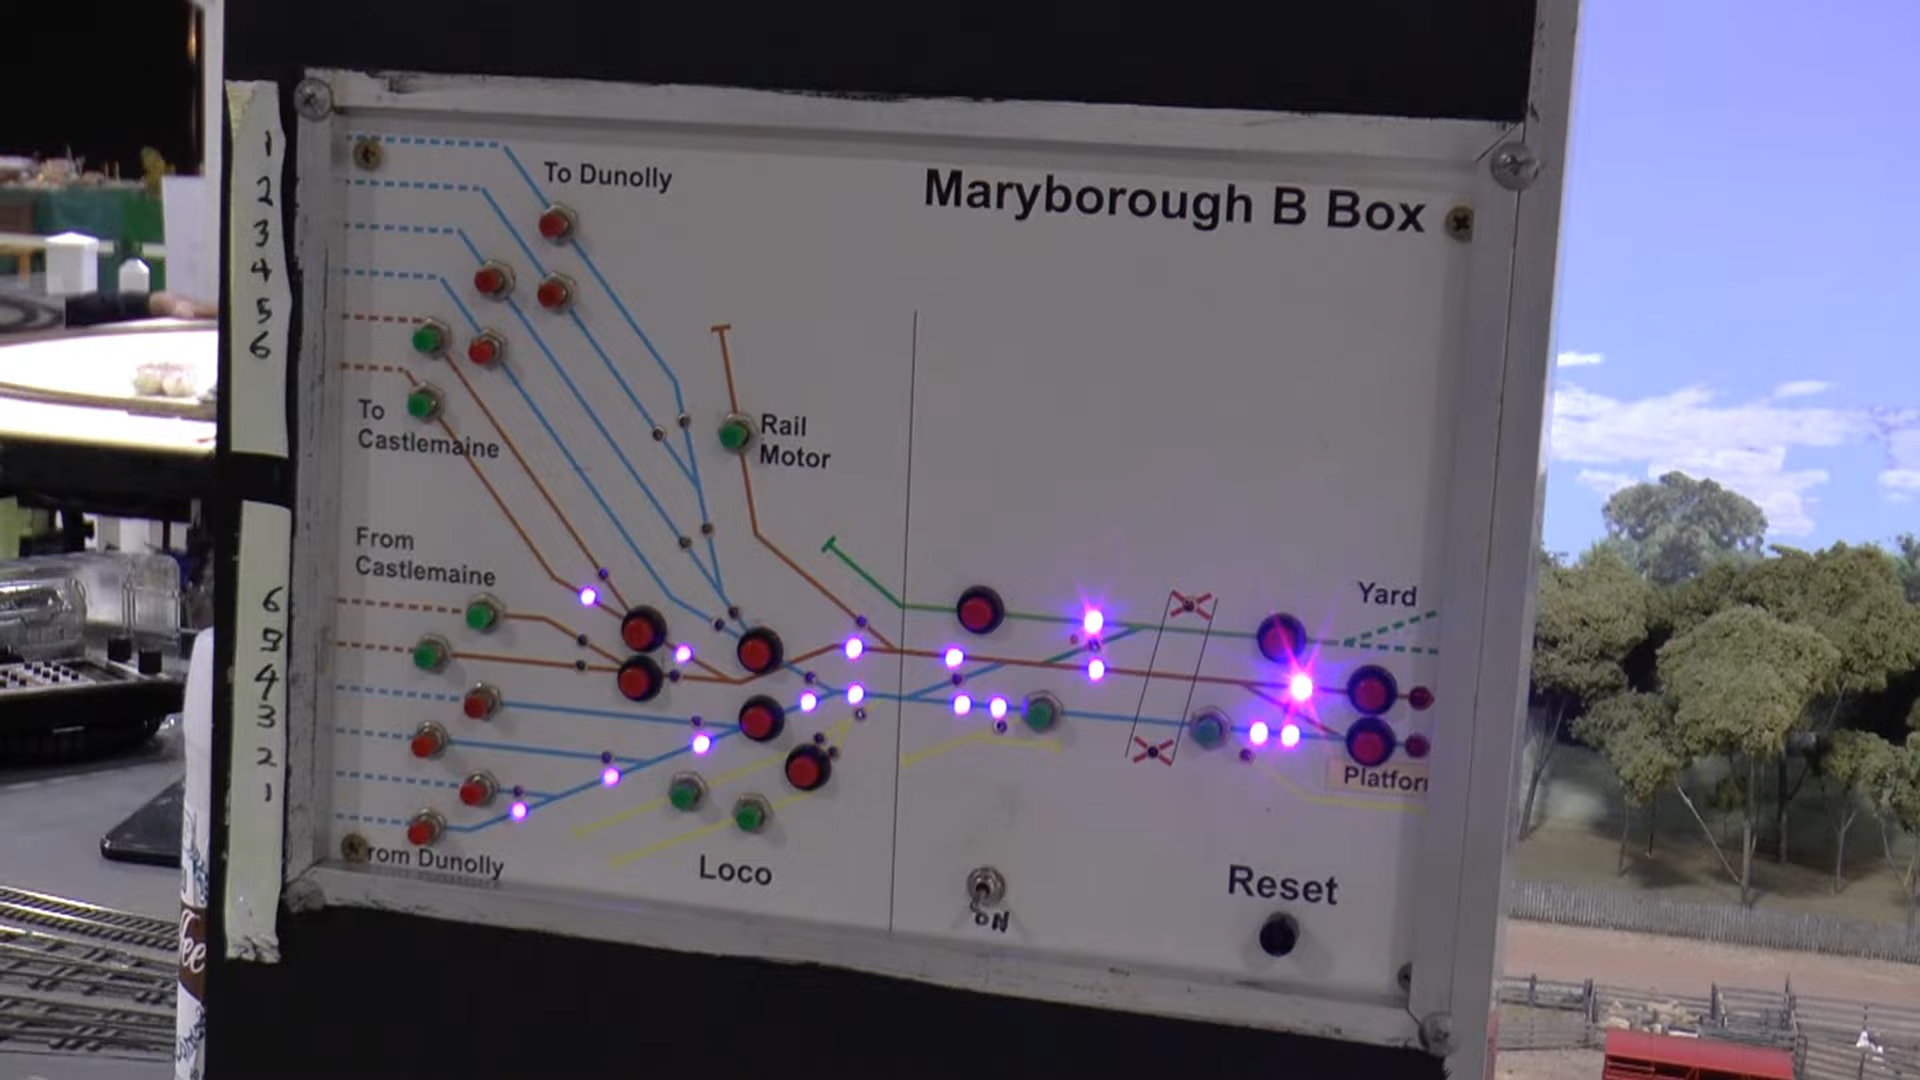 Maryborough B Box
To Dunolly
1
2
3
4
5
6
Rail
Motor
To
Castlemaine
From
Castlemaine
6
5
4
3
2
1
Yard
Platfor
rom Dunolly
Loco
Reset
ON
fee